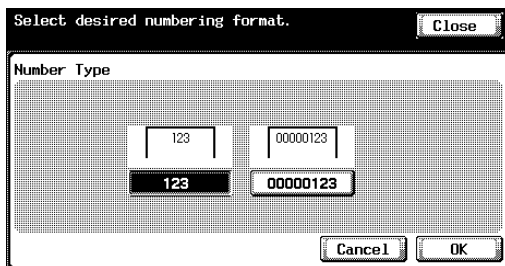 Select desired numbering format.
Close
Number Type
123
00000123
123
00000123
Cancel
OK